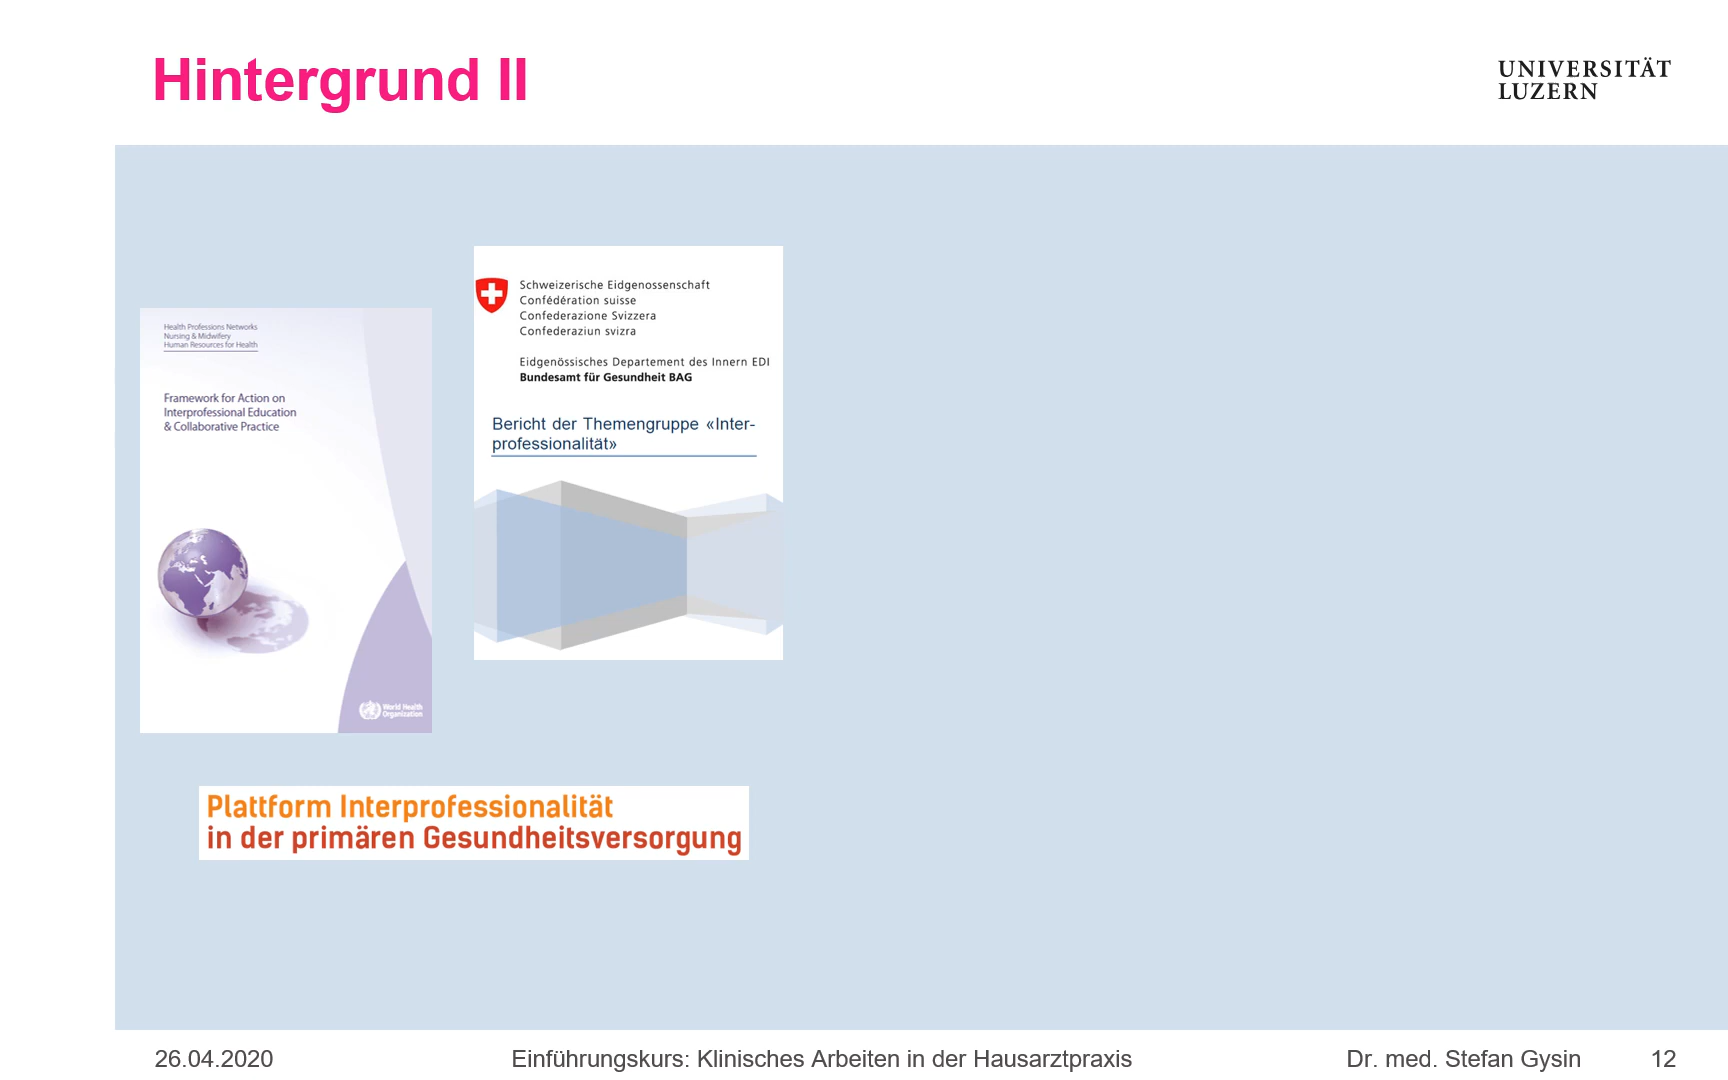 Hintergrund II
UNIVERSITÄT
LUZERN
Health Professions Networks
Nursing & Midwifery
Human Resources for Health
Framework for Action on
Interprofessional Education
& Collaborative Practice
World Health
Organization
Schweizerische Eidgenossenschaft
Confédération suisse
Confederazione Svizzera
Confederaziun svizra
Eidgenössisches Departement des Innern EDI
Bundesamt für Gesundheit BAG
Bericht der Themengruppe «Inter-
professionalität»
Plattform Interprofessionalität
in der primären Gesundheitsversorgung
26.04.2020
Einführungskurs: Klinisches Arbeiten in der Hausarztpraxis
Dr. med. Stefan Gysin
12